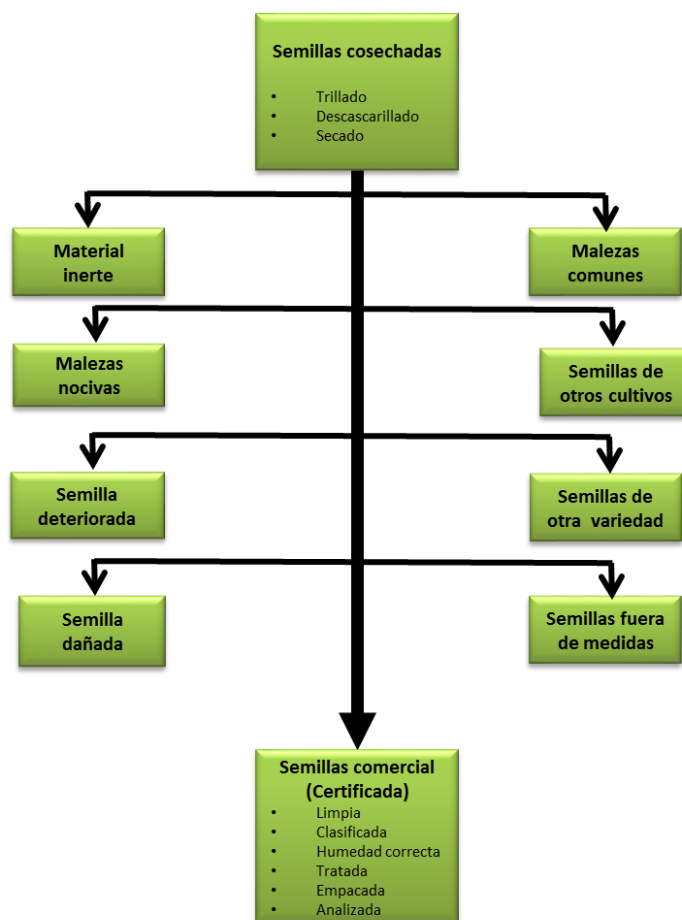 Semillas cosechadas
• Trillado
• Descascarillado
• Secado
Material
inerte
Malezas
comunes
Malezas
nocivas
Semillas de
otros cultivos
Semilla
deteriorada
Semillas de
otra variedad
Semilla
dañada
Semillas fuera
de medidas
Semillas comercial
(Certificada)
• Limpia
• Clasificada
• Humedad correcta
• Tratada
• Empacada
• Analizada